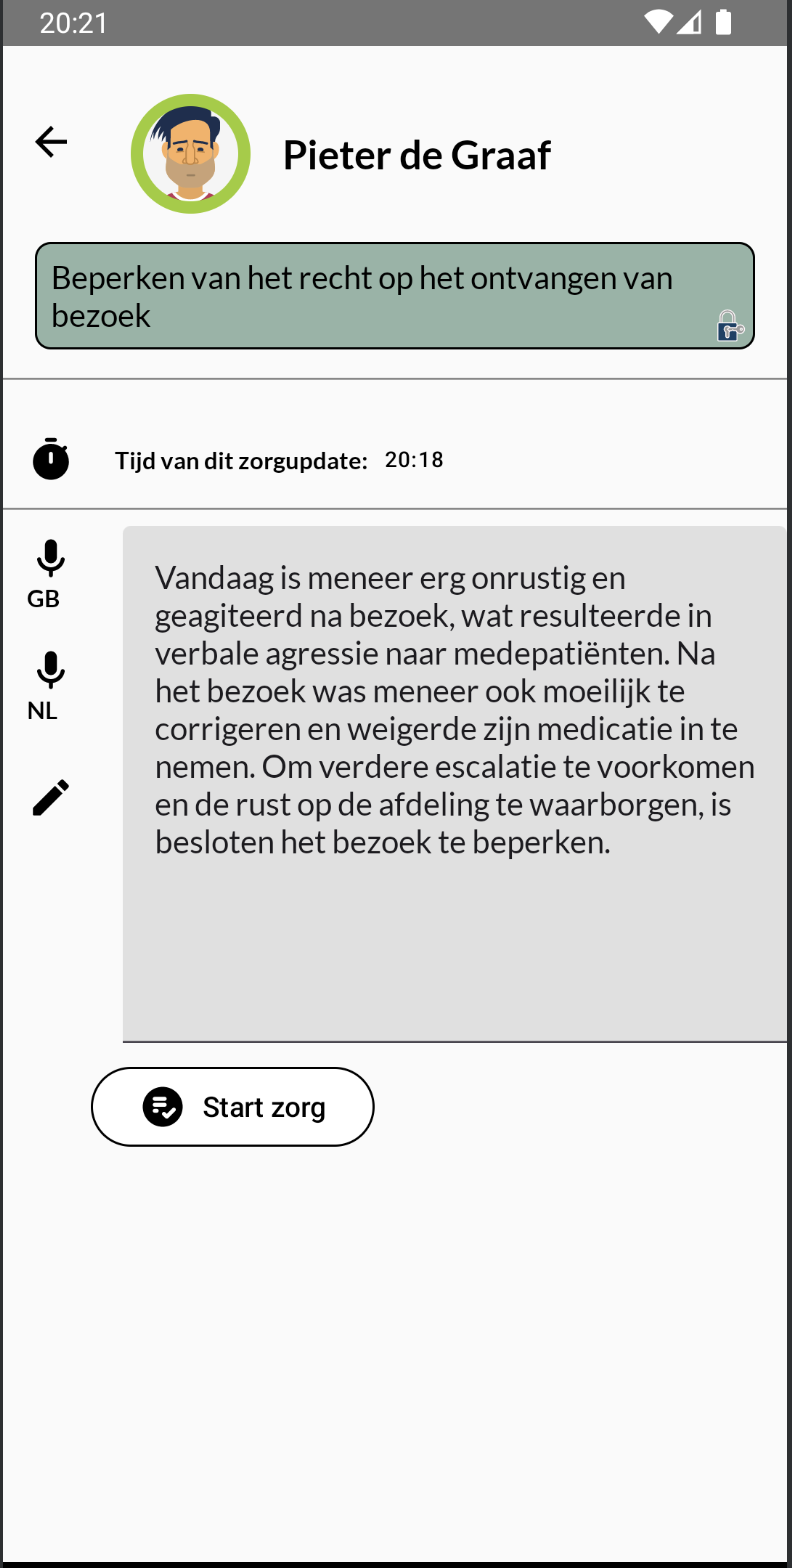 20:21
Pieter de Graaf
Beperken van het recht op het ontvangen van
bezoek
Tijd van dit zorgupdate: 20:18
GB
NL
Vandaag is meneer erg onrustig en
geagiteerd na bezoek, wat resulteerde in
verbale agressie naar medepatiënten. Na
het bezoek was meneer ook moeilijk te
corrigeren en weigerde zijn medicatie in te
nemen. Om verdere escalatie te voorkomen
en de rust op de afdeling te waarborgen, is
besloten het bezoek te beperken.
Start zorg